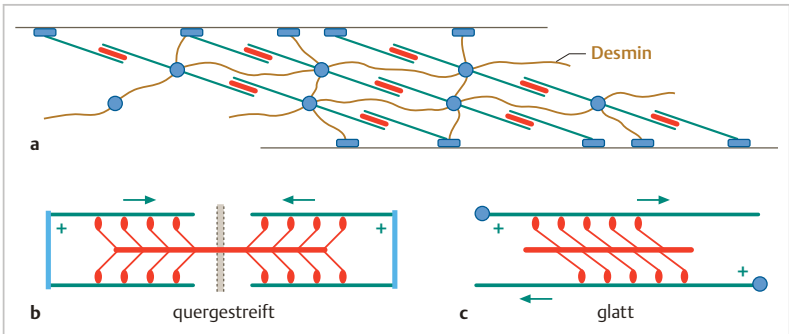 Desmin
a
+ +
b quergestreift
+ +
c glatt